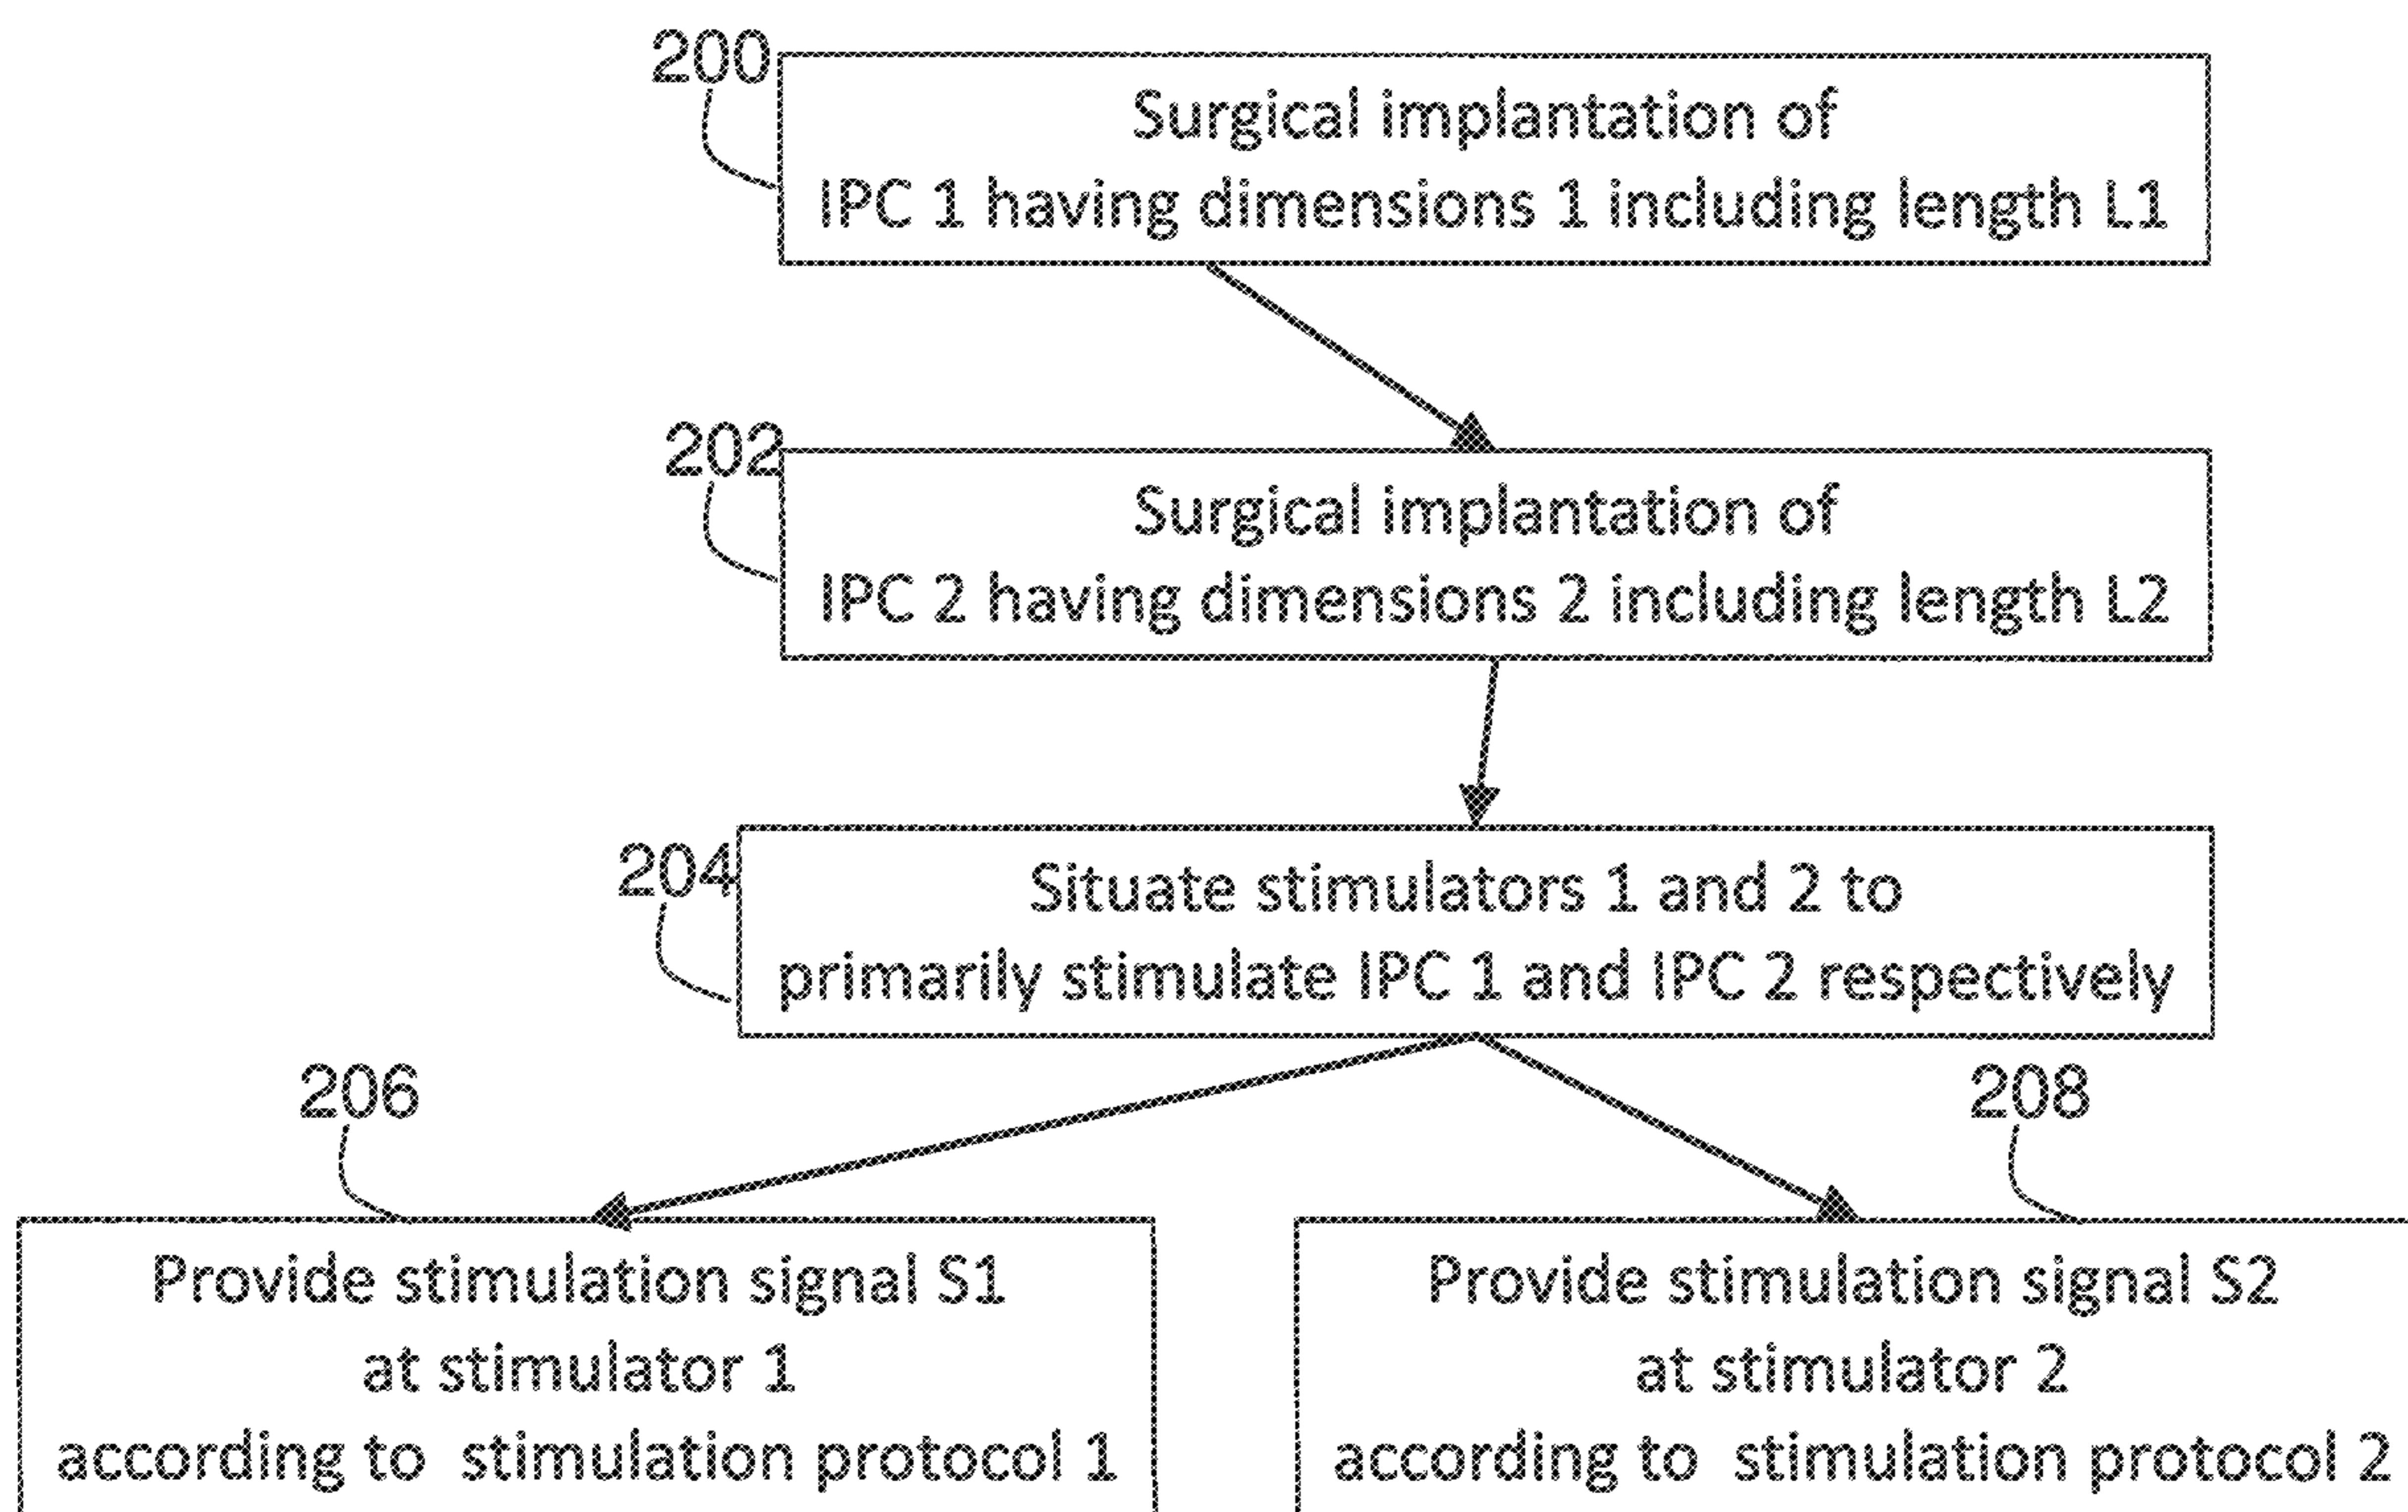 200
Surgical implantation of
IPC 1 having dimensions 1 including length L1
202
Surgical implantation of
IPC 2 having dimensions 2 including length L2
204
Situate stimulators 1 and 2 to
primarily stimulate IPC 1 and IPC 2 respectively
206
Provide stimulation signal S1
at stimulator 1
according to stimulation protocol 1
208
Provide stimulation signal S2
at stimulator 2
according to stimulation protocol 2